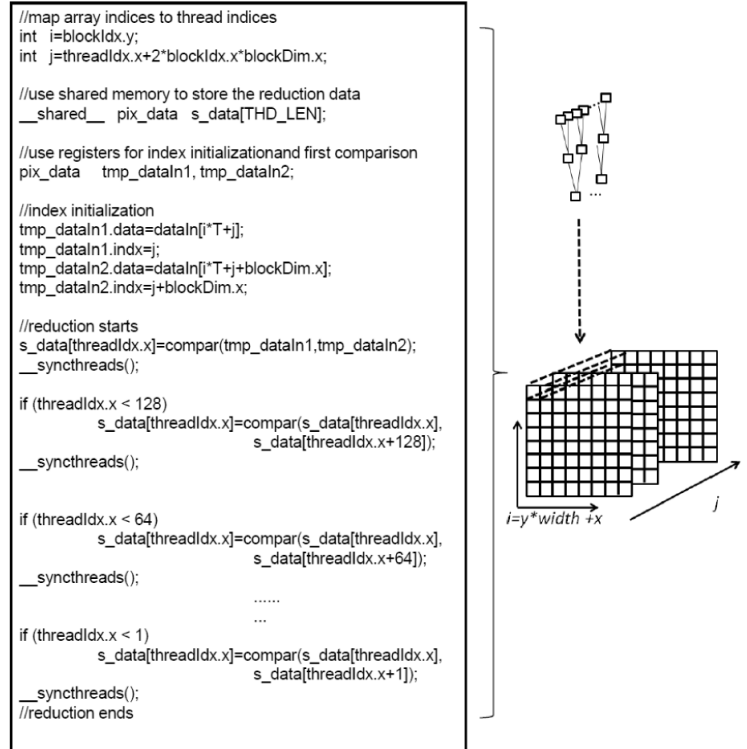 //map array indices to thread indices
int i=blockIdx.y;
int j=threadIdx.x+2*blockIdx.x*blockDim.x;
//use shared memory to store the reduction data
__shared__ pix_data s_data[THD_LEN];
//use registers for index initializationand first comparison
pix_data tmp_dataIn1, tmp_dataIn2;
//index initialization
tmp_dataIn1.data=dataIn[i*T+j];
tmp_dataIn1.indx=j;
tmp_dataIn2.data=dataIn[i*T+j+blockDim.x];
tmp_dataIn2.indx=j+blockDim.x;
//reduction starts
s_data[threadIdx.x]=compar(tmp_dataIn1,tmp_dataIn2);
__syncthreads();
if (threadIdx.x < 128)
s_data[threadIdx.x]=compar(s_data[threadIdx.x],
s_data[threadIdx.x+128]);
__syncthreads();
if (threadIdx.x < 64)
s_data[threadIdx.x]=compar(s_data[threadIdx.x],
s_data[threadIdx.x+64]);
__syncthreads();
......
...
if (threadIdx.x < 1)
s_data[threadIdx.x]=compar(s_data[threadIdx.x],
s_data[threadIdx.x+1]);
__syncthreads();
//reduction ends
...
...
i=y*width +x
j